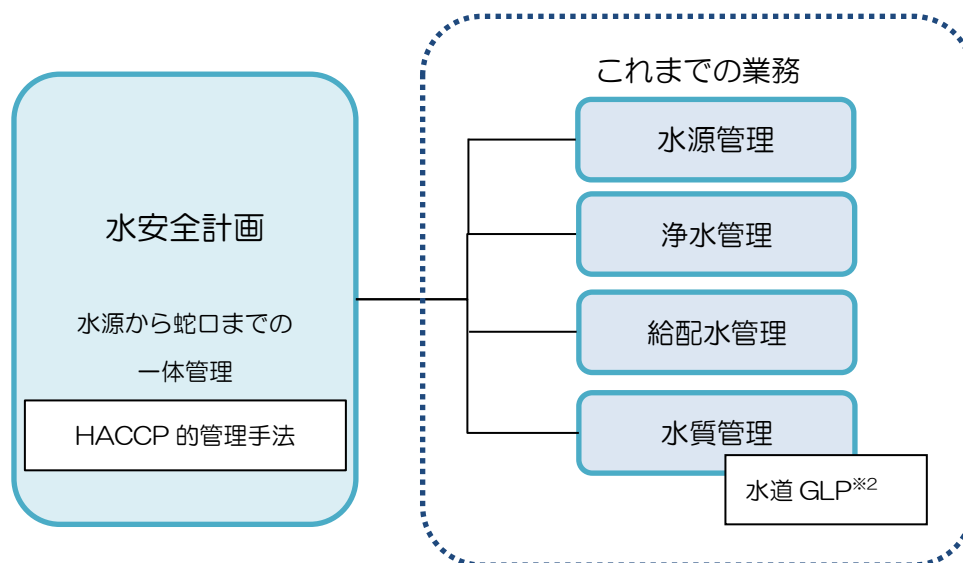 水安全計画
水源から蛇口までの
一体管理
HACCP 的管理手法
これまでの業務
水源管理
浄水管理
給配水管理
水質管理
水道 GLP※2